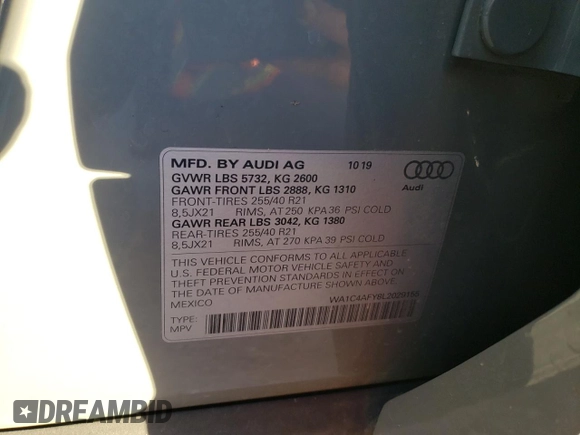 MFD. BY AUDI AG 10 19
GVWR LBS 5732, KG 2600
GAWR FRONT LBS 2888, KG 1310
FRONT-TIRES 255/40 R21
8,5JX21 RIMS, AT 250 KPA 36 PSI COLD
GAWR REAR LBS 3042, KG 1380
REAR-TIRES 255/40 R21
8,5JX21 RIMS, AT 270 KPA 39 PSI COLD
Audi
THIS VEHICLE CONFORMS TO ALL APPLICABLE
U.S. FEDERAL MOTOR VEHICLE SAFETY AND
THEFT PREVENTION STANDARDS IN EFFECT ON
THE DATE OF MANUFACTURE SHOWN ABOVE.
MEXICO
TYPE:
MPV
DREAMBID